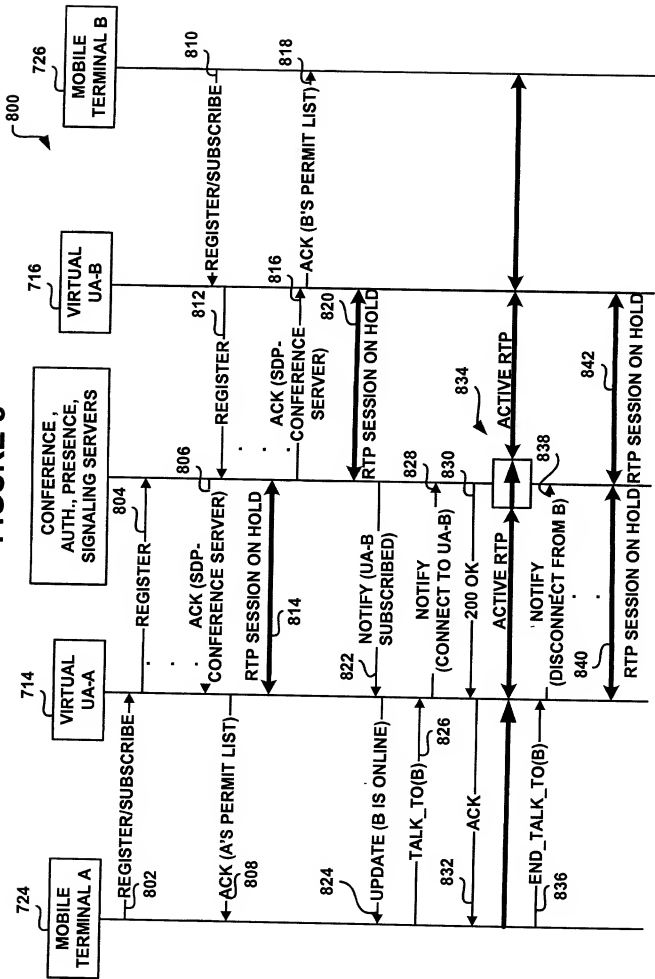 FIGURE 8
800
724
MOBILE
TERMINAL A
714
VIRTUAL
UA-A
CONFERENCE ,
AUTH., PRESENCE,
SIGNALING SERVERS
716
VIRTUAL
UA-B
726
MOBILE
TERMINAL B
REGISTER/SUBSCRIBE
802
REGISTER
804
ACK (SDP-
CONFERENCE SERVER)
806
ACK (A'S PERMIT LIST)
808
REGISTER/SUBSCRIBE
810
REGISTER
812
RTP SESSION ON HOLD
814
ACK (SDP-
CONFERENCE
SERVER)
816
ACK (B'S PERMIT LIST)
818
RTP SESSION ON HOLD
820
NOTIFY (UA-B
SUBSCRIBED)
822
UPDATE (B IS ONLINE)
824
TALK_TO(B)
826
NOTIFY
(CONNECT TO UA-B)
828
200 OK
830
ACK
832
ACTIVE RTP
ACTIVE RTP
834
END_TALK_TO(B)
836
NOTIFY
(DISCONNECT FROM B)
838
RTP SESSION ON HOLD
840
RTP SESSION ON HOLD
842